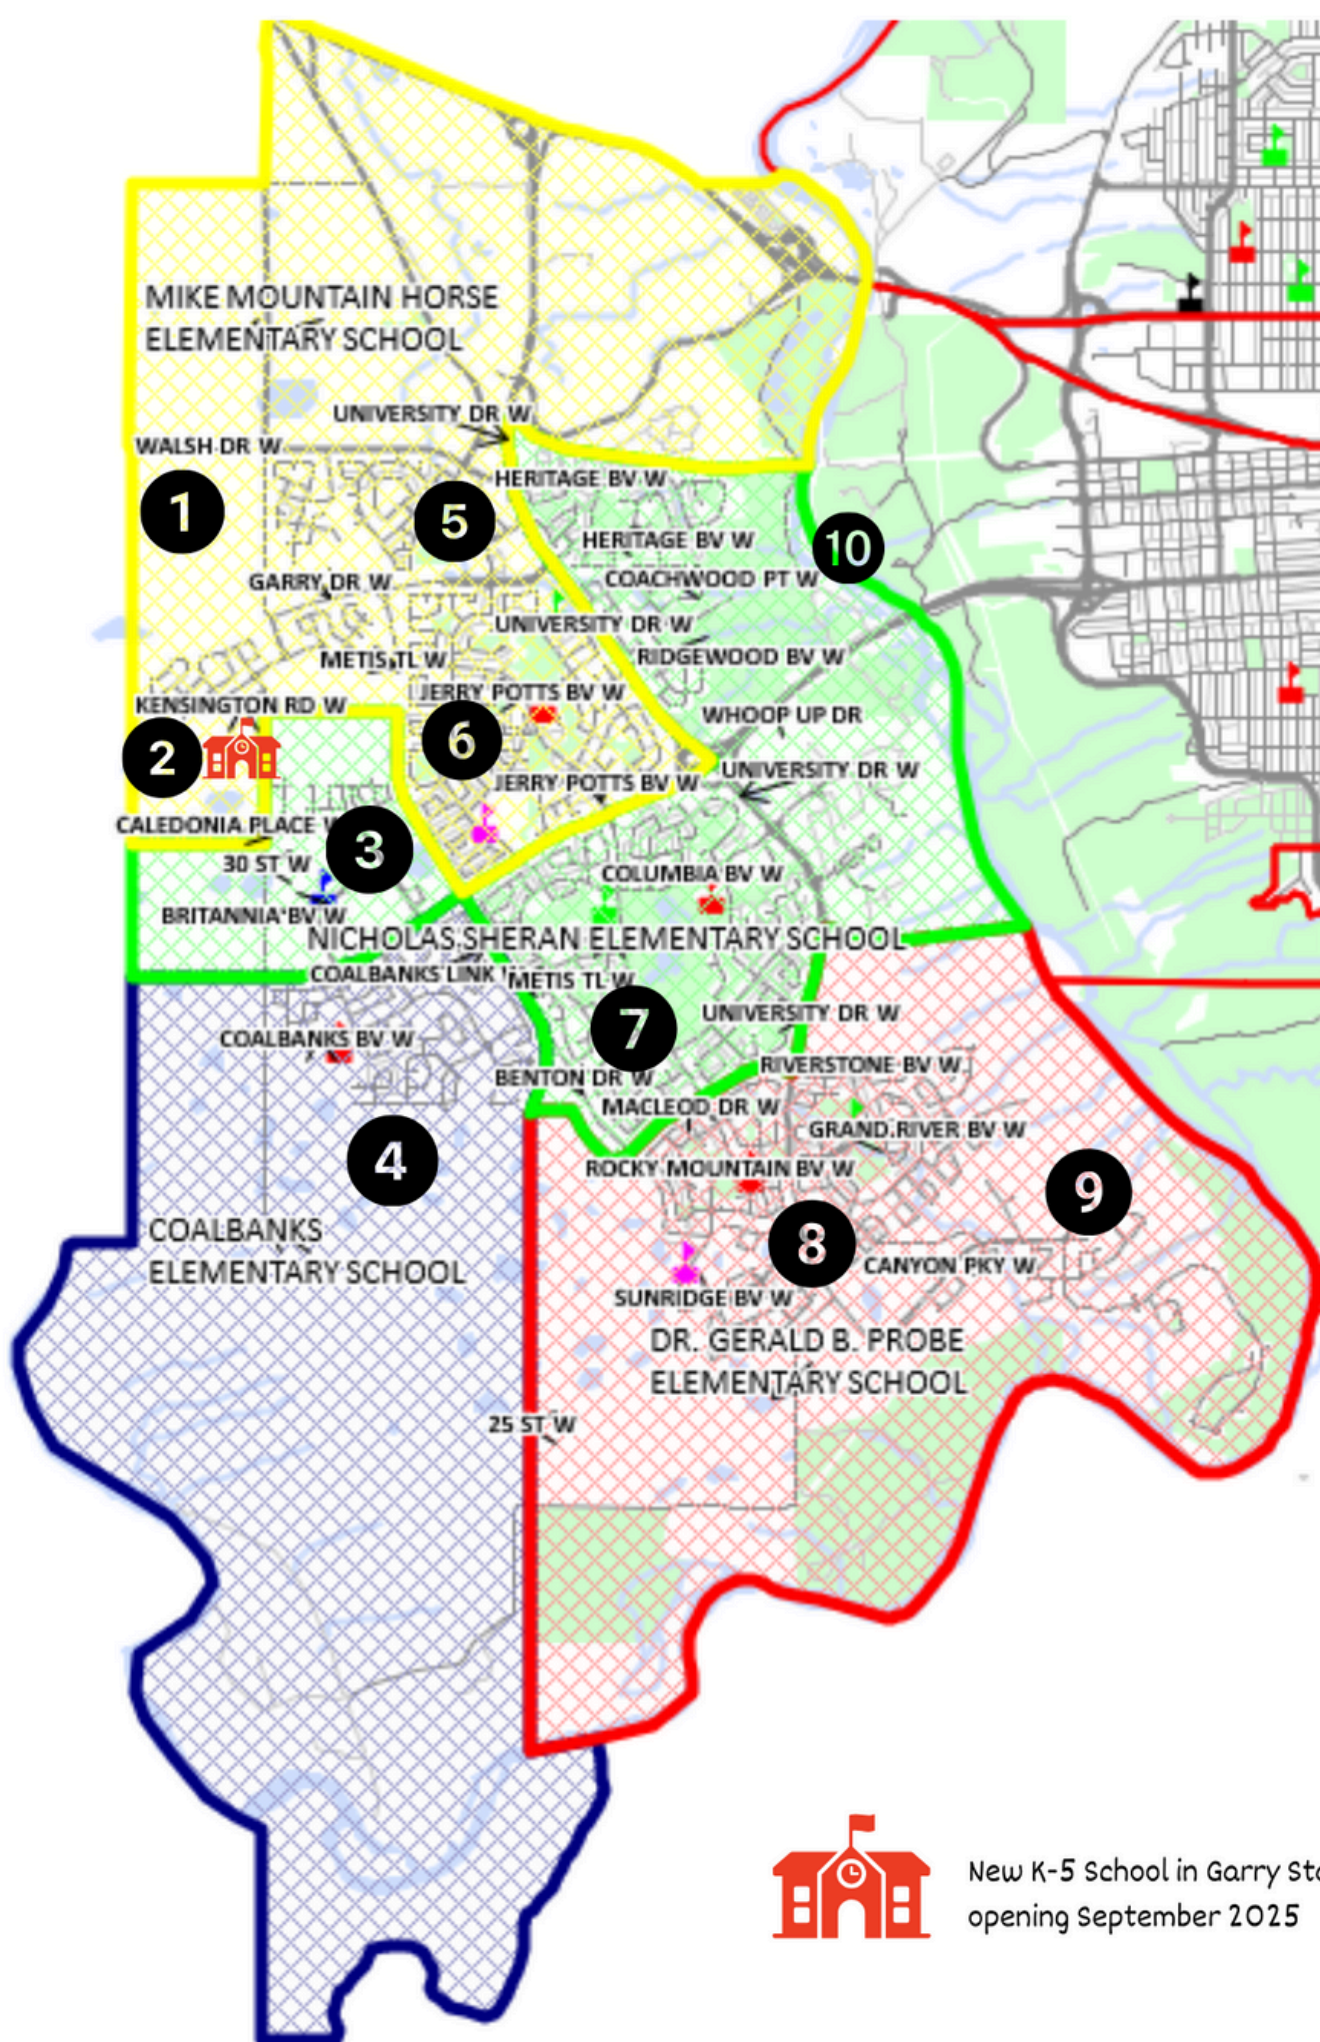 MIKE MOUNTAIN HORSE
ELEMENTARY SCHOOL
UNIVERSITY DR W
WALSH DR W
HERITAGE BV W
1
5
HERITAGE BV W
10
COACHWOOD PT W
GARRY DR W
UNIVERSITY DR W
METIS TL W
RIDGEWOOD BV W
JERRY POTTS BV W
KENSINGTON RD W
WHOOP UP DR
6
2
UNIVERSITY DR W
JERRY POTTS BV W
CALEDONIA PLACE W
3
30 ST W
COLUMBIA BV W
BRITANNIA BV W
NICHOLAS SHERAN ELEMENTARY SCHOOL
COALBANKS LINK
METIS TL W
UNIVERSITY DR W
7
COALBANKS BV W
RIVERSTONE BV W
BENTON DR W
MACLEOD DR W
GRAND RIVER BV W
4
ROCKY MOUNTAIN BV W
9
COALBANKS
ELEMENTARY SCHOOL
8
CANYON PKY W
SUNRIDGE BV W
DR. GERALD B. PROBE
ELEMENTARY SCHOOL
25 ST W
New K-5 School in Garry
opening September 2025